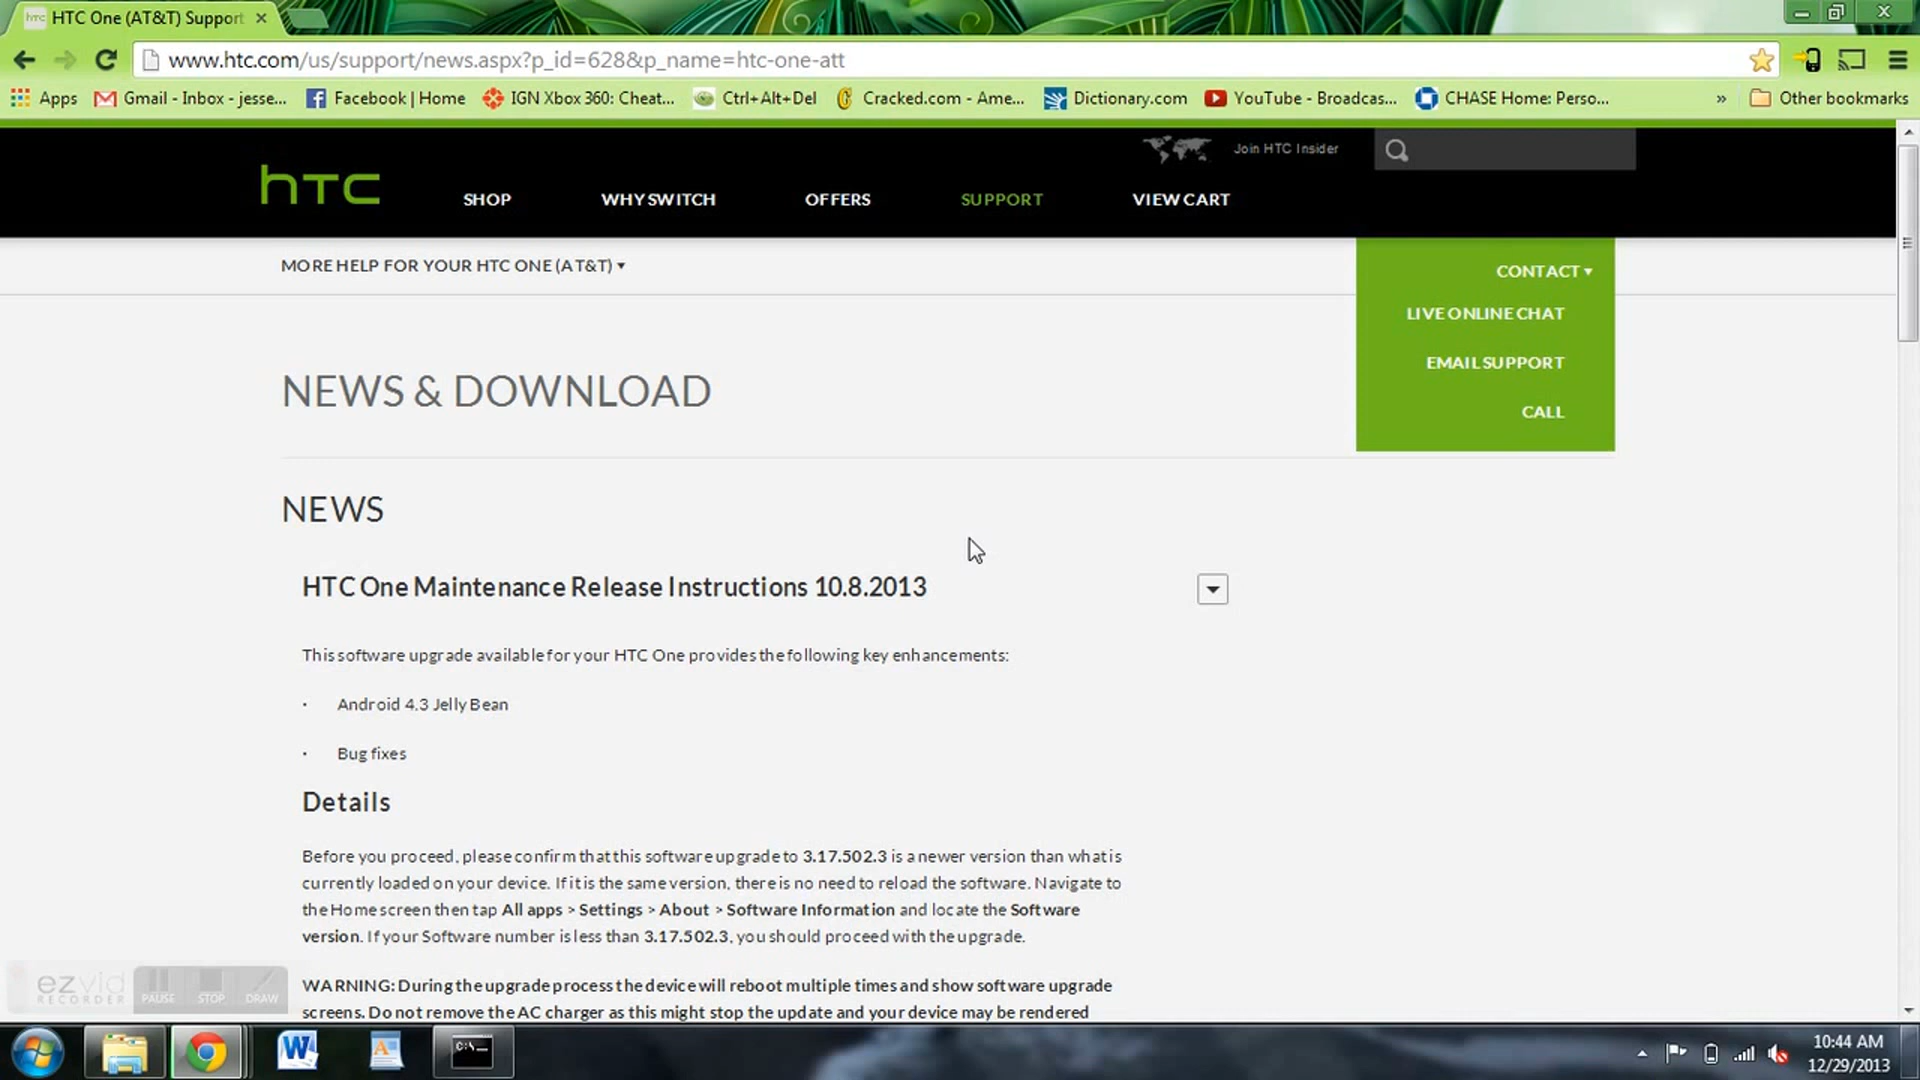 htc HTC One (AT&T) Support
www.htc.com/us/support/news.aspx?p_id=628&p_name=htc-one-att
Apps Gmail - Inbox - jesse... Facebook | Home IGN Xbox 360: Cheat... Ctrl+Alt+Del Cracked.com - Ame... Dictionary.com YouTube - Broadcas... CHASE Home: Perso... » Other bookmarks
Join HTC Insider
hTC SHOP WHY SWITCH OFFERS SUPPORT VIEW CART
MORE HELP FOR YOUR HTC ONE (AT&T)
CONTACT
LIVE ONLINE CHAT
EMAIL SUPPORT
CALL
NEWS & DOWNLOAD
NEWS
HTC One Maintenance Release Instructions 10.8.2013
This software upgrade available for your HTC One provides the following key enhancements:
· Android 4.3 Jelly Bean
· Bug fixes
Details
Before you proceed, please confirm that this software upgrade to 3.17.502.3 is a newer version than what is
currently loaded on your device. If it is the same version, there is no need to reload the software. Navigate to
the Home screen then tap All apps > Settings > About > Software Information and locate the Software
version. If your Software number is less than 3.17.502.3, you should proceed with the upgrade.
WARNING: During the upgrade process the device will reboot multiple times and show software upgrade
screens. Do not remove the AC charger as this might stop the update and your device may be rendered
ezvid
RECORDER PAUSE STOP DRAW
C:\-
10:44 AM
12/29/2013